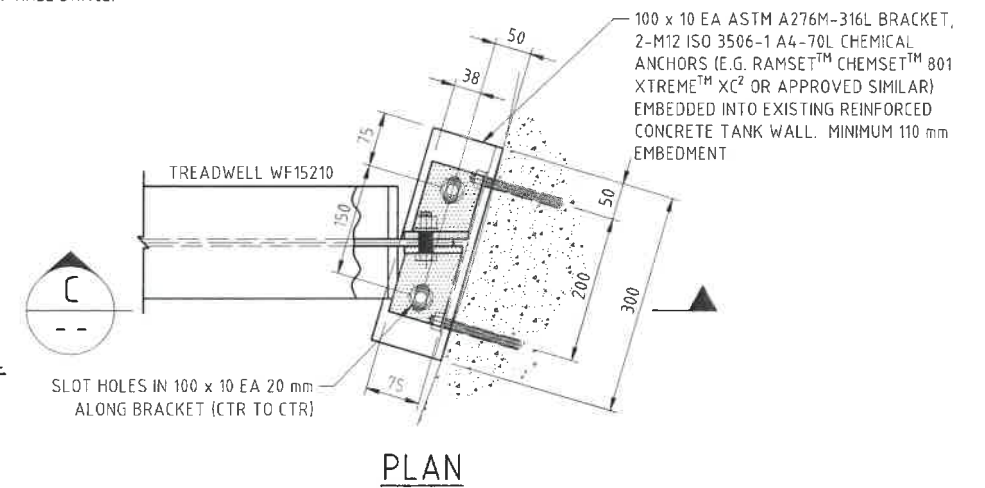 100 x 10 EA ASTM A276M-316L BRACKET,
2-M12 ISO 3506-1 A4-70L CHEMICAL
ANCHORS (E.G. RAMSET™ CHEMSET™ 801
XTREME™ XC² OR APPROVED SIMILAR)
EMBEDDED INTO EXISTING REINFORCED
CONCRETE TANK WALL. MINIMUM 110 mm
EMBEDMENT
50
38
75
TREADWELL WF15210
150
50
200
300
C
--
SLOT HOLES IN 100 x 10 EA 20 mm
ALONG BRACKET (CTR TO CTR)
75
PLAN